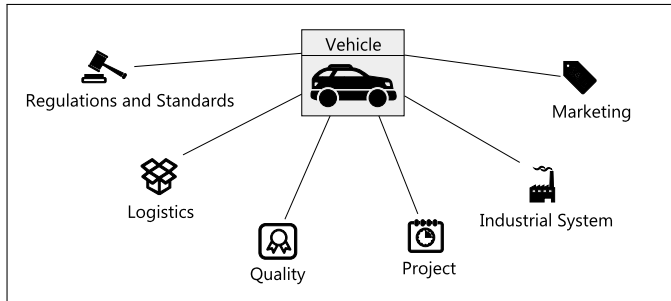 Vehicle
Regulations and Standards
Marketing
Logistics
Industrial System
Quality
Project